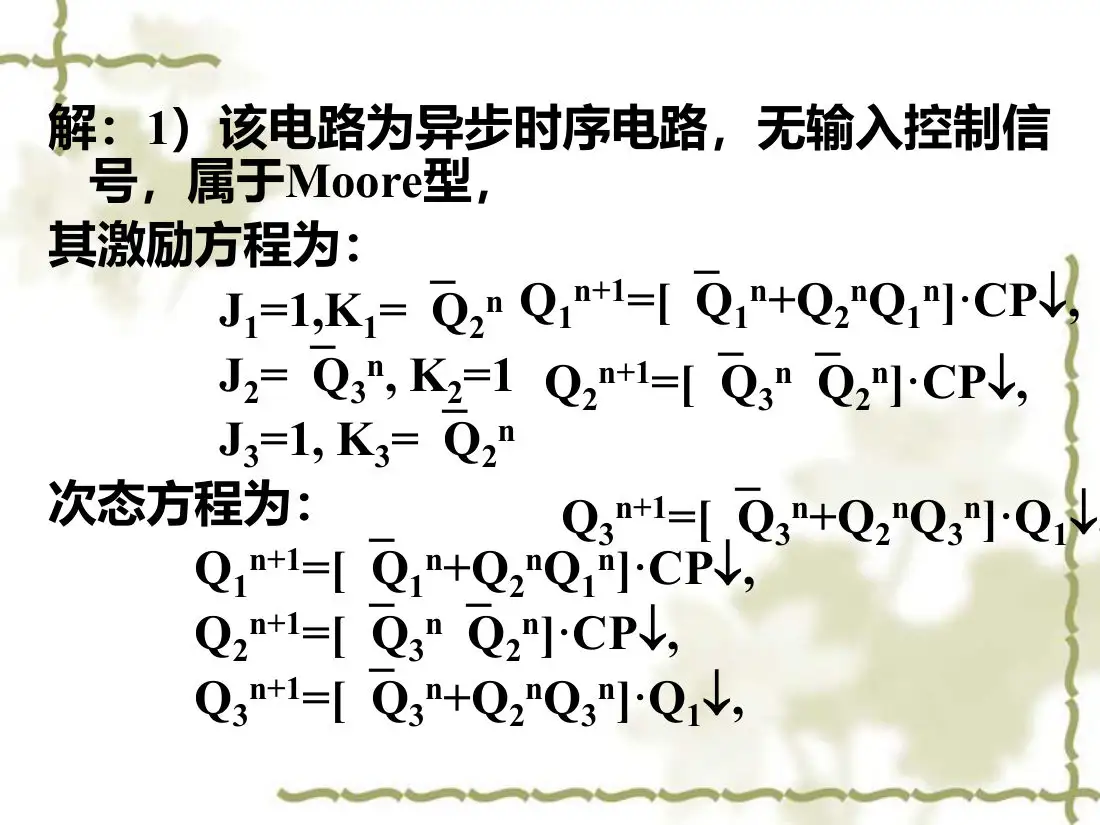 解：1）该电路为异步时序电路，无输入控制信
号，属于Moore型，
其激励方程为：
J₁=1,K₁= Q̅₂ⁿ Q₁ⁿ⁺¹=[ Q̅₁ⁿ+Q₂ⁿQ₁ⁿ]·CP↓,
J₂= Q̅₃ⁿ, K₂=1 Q₂ⁿ⁺¹=[ Q̅₃ⁿ Q̅₂ⁿ]·CP↓,
J₃=1, K₃= Q̅₂ⁿ
次态方程为： Q₃ⁿ⁺¹=[ Q̅₃ⁿ+Q₂ⁿQ₃ⁿ]·Q₁↓,
Q₁ⁿ⁺¹=[ Q̅₁ⁿ+Q₂ⁿQ₁ⁿ]·CP↓,
Q₂ⁿ⁺¹=[ Q̅₃ⁿ Q̅₂ⁿ]·CP↓,
Q₃ⁿ⁺¹=[ Q̅₃ⁿ+Q₂ⁿQ₃ⁿ]·Q₁↓,